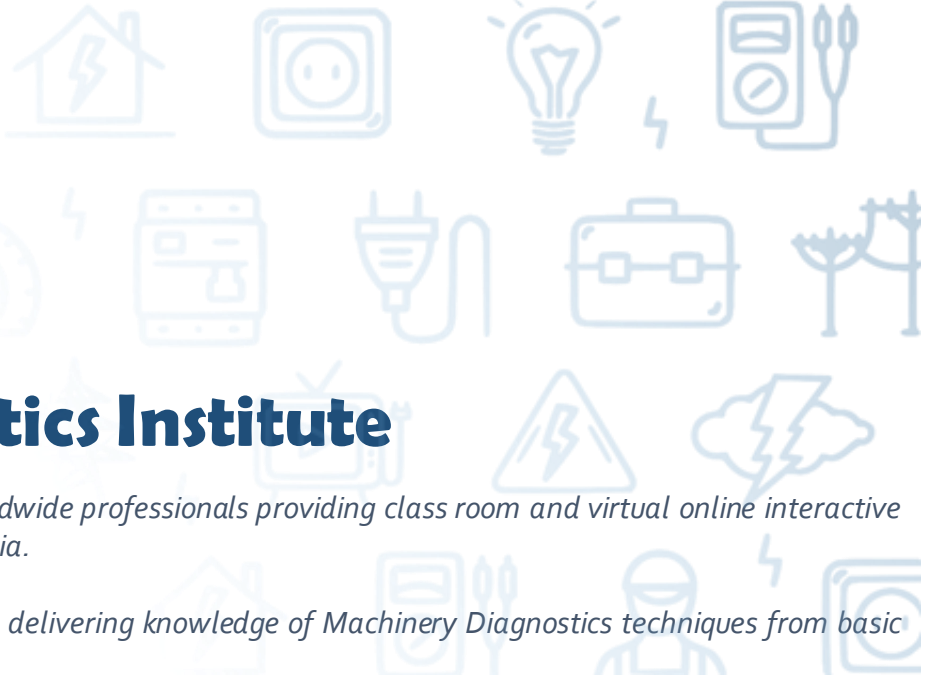 tics Institute
dwide professionals providing class room and virtual online interactive
ia.
delivering knowledge of Machinery Diagnostics techniques from basic